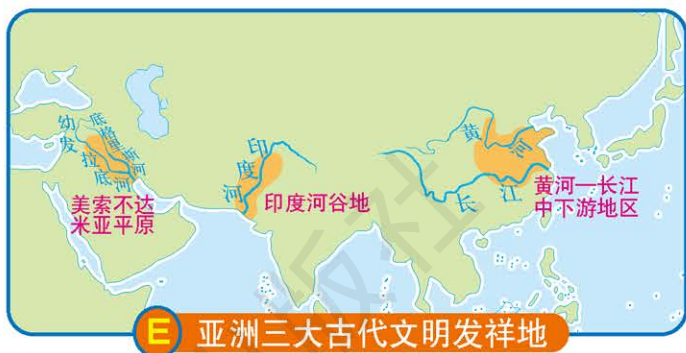 幼发拉底河
底格里斯河
印度河
黄河
长江
美索不达
米亚平原
印度河谷地
黄河—长江
中下游地区
版社
E 亚洲三大古代文明发祥地